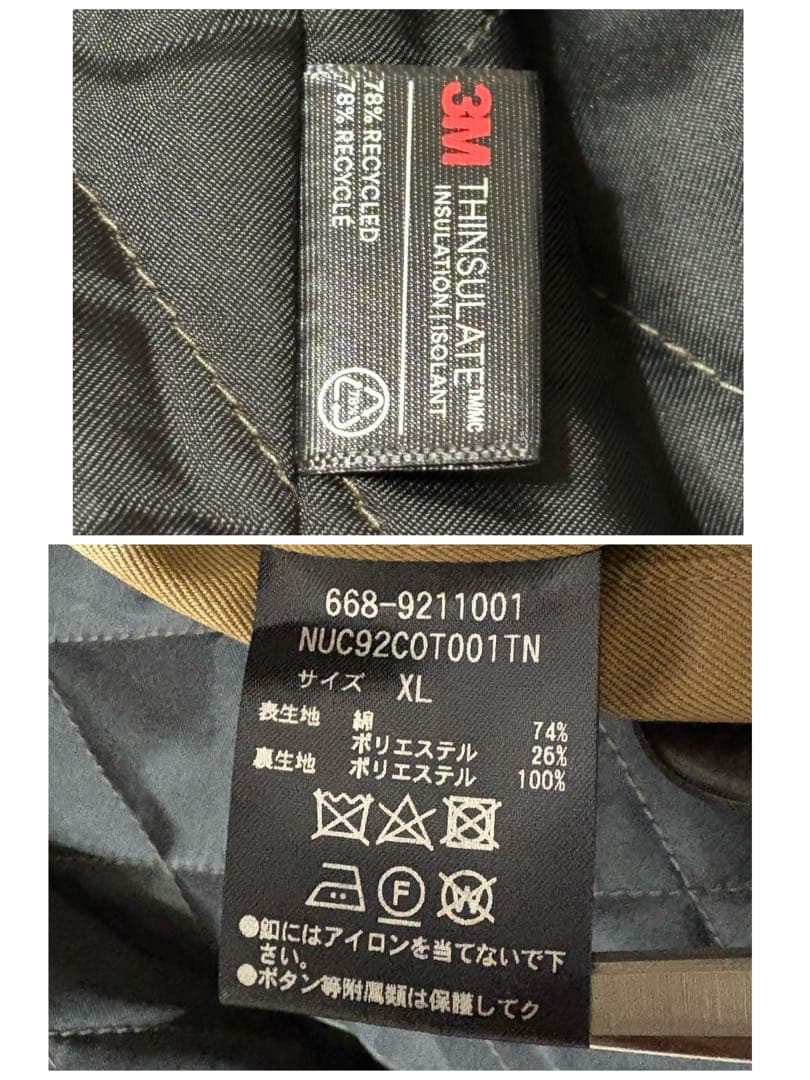 3M THINSULATE™MC
INSULATION | ISOLANT
78% RECYCLED
78% RECYCLE
668-9211001
NUC92COT001TN
サイズ XL
表生地 綿 74%
ポリエステル 26%
裏生地 ポリエステル 100%
F W
●釦にはアイロンを当てないで下
さい。
●ボタン等附属類は保護してク